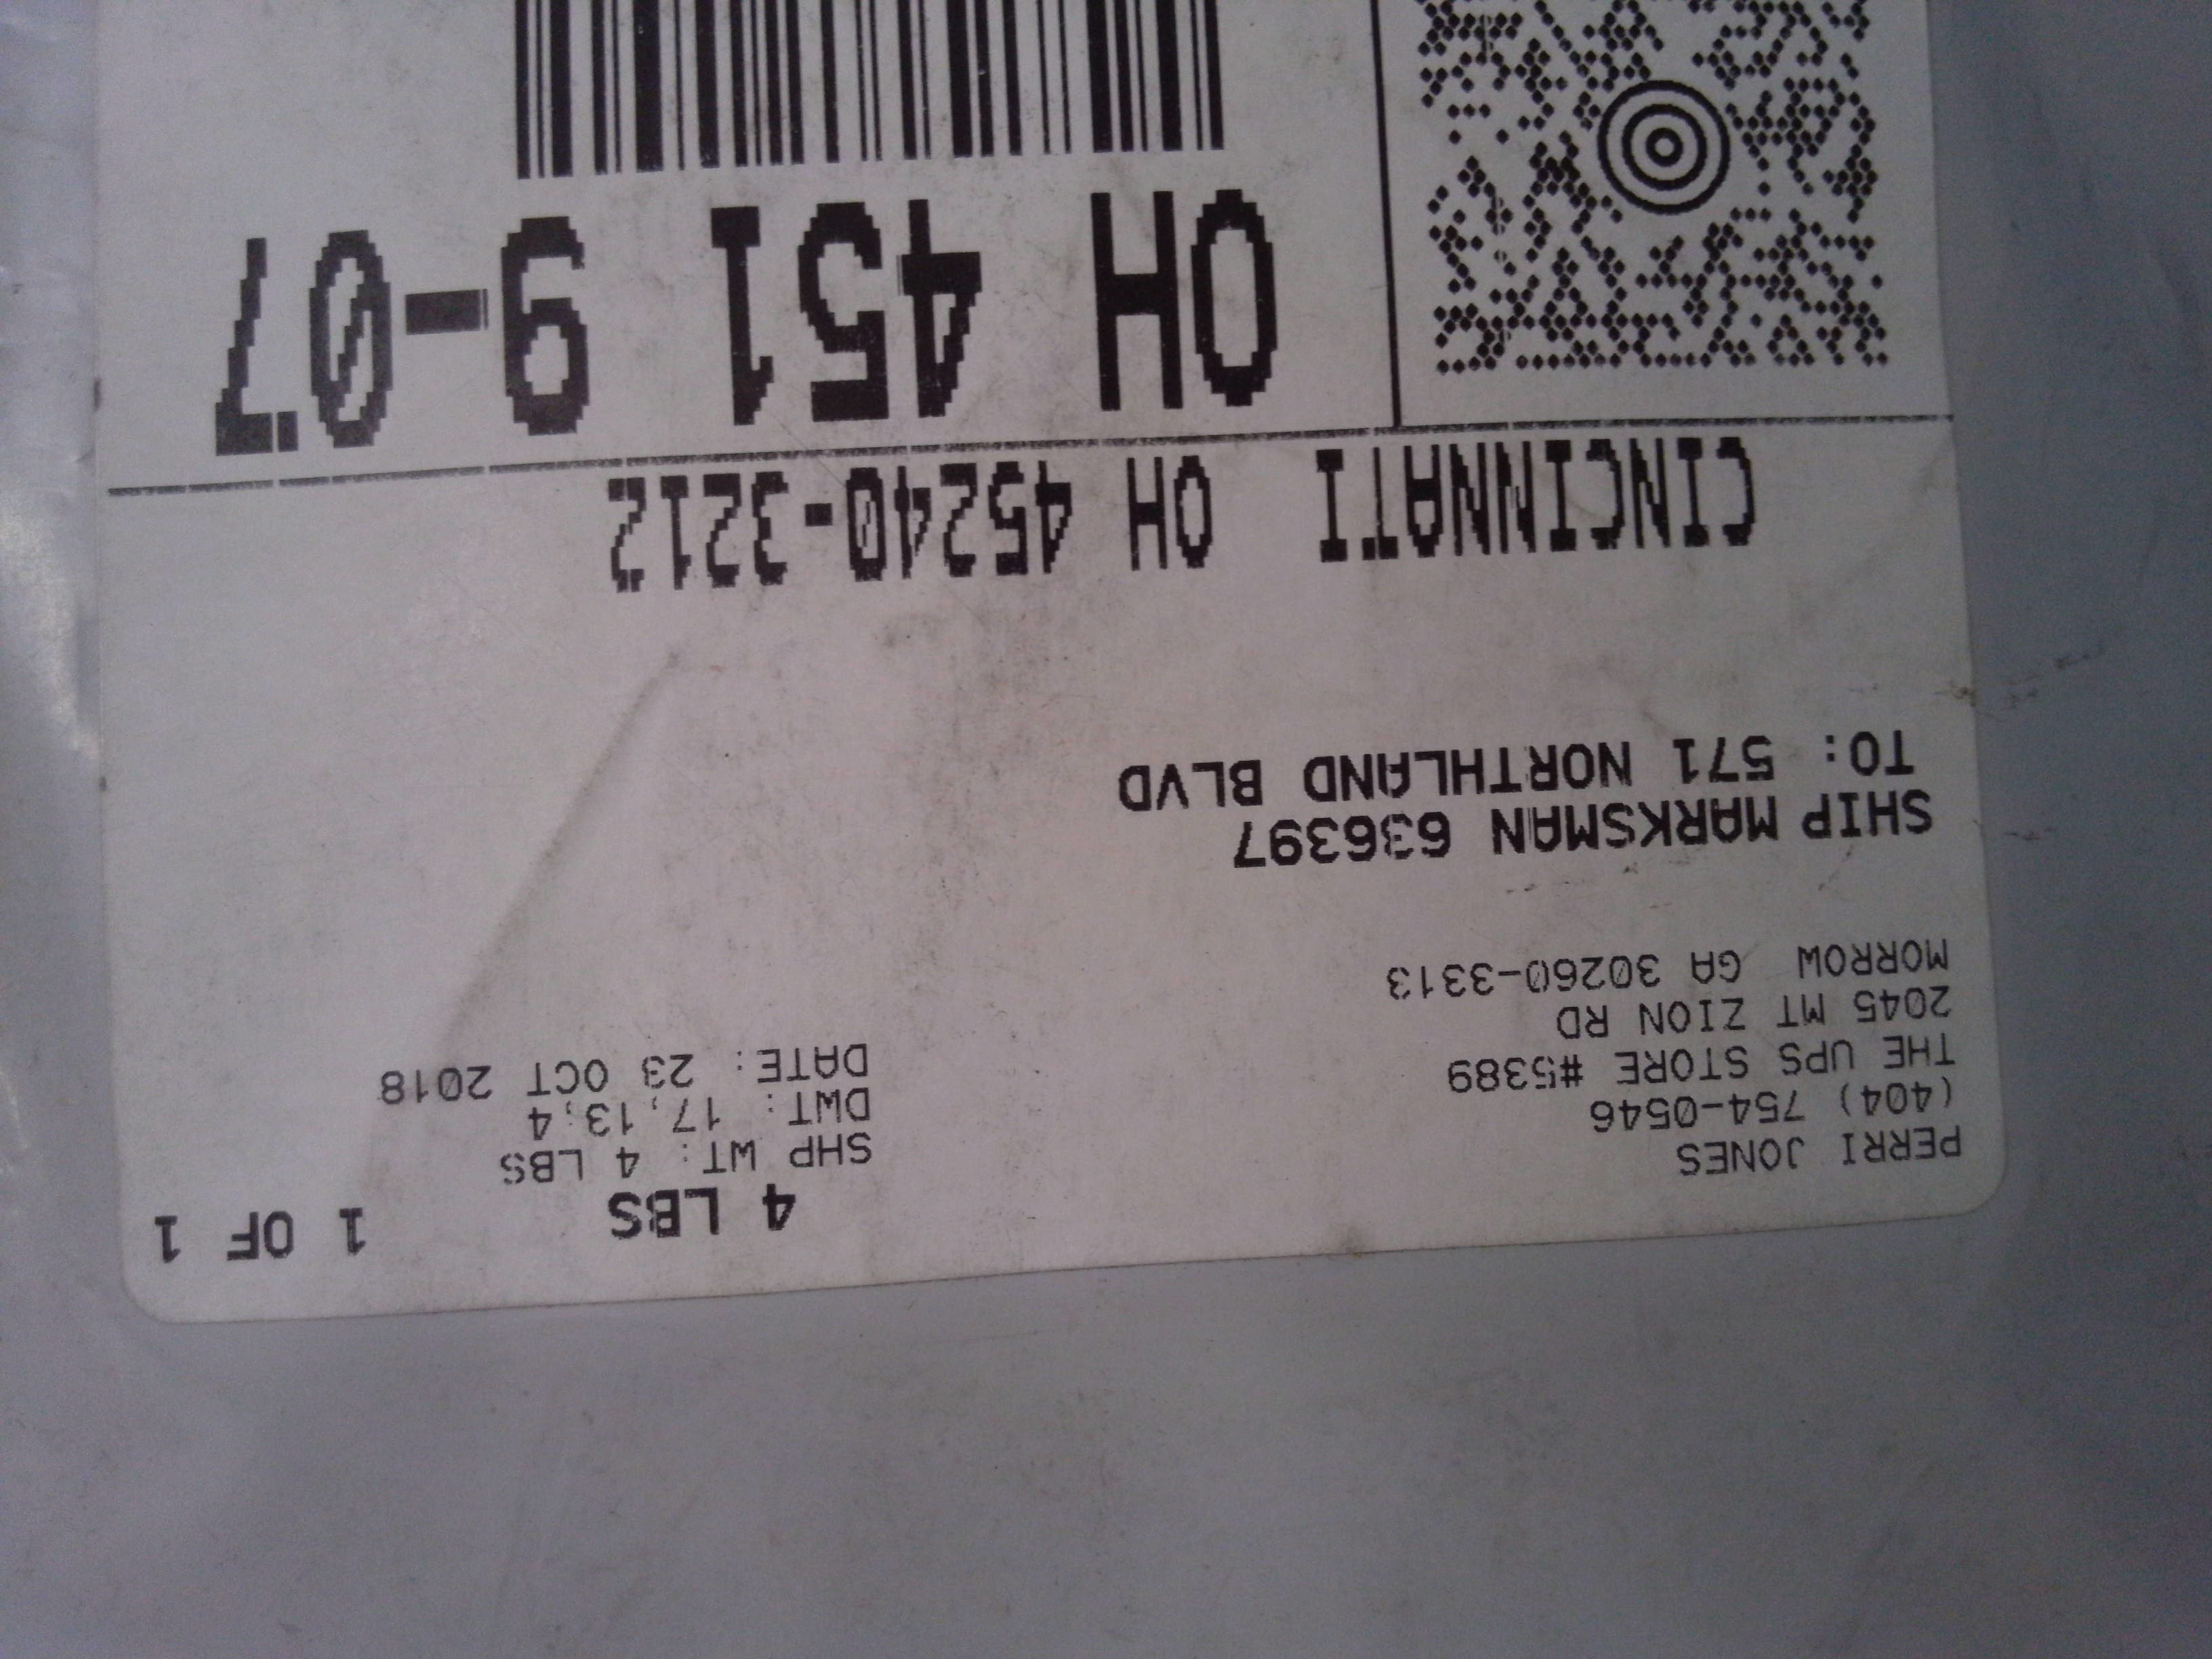 PERRI JONES
(404) 754-0546
THE UPS STORE #5389
2045 MT ZION RD
MORROW GA 30260-3313
4 LBS
1 OF 1
SHP WT: 4 LBS
DWT: 17,13,4
DATE: 23 OCT 2018
SHIP MARKSMAN 636397
TO: 571 NORTHLAND BLVD
CINCINNATI OH 45240-3212
OH 451 9-07